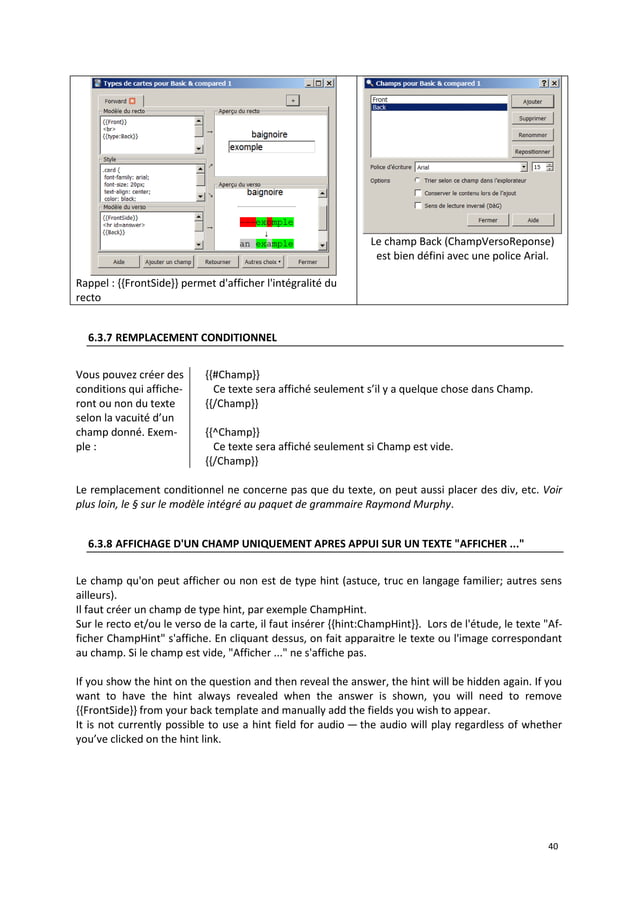 Types de cartes pour Basic & compared 1
Forward
+
Modèle du recto
{{Front}}
<br>
{{type:Back}}
Aperçu du recto
baignoire
example
Style
.card {
font-family: arial;
font-size: 20px;
text-align: center;
color: black;
Aperçu du verso
baignoire
---example
↓
an example
Modèle du verso
{{FrontSide}}
<hr id=answer>
{{Back}}
Aide
Ajouter un champ
Retourner
Autres choix
Fermer
Rappel : {{FrontSide}} permet d'afficher l'intégralité du
recto
Champs pour Basic & compared 1
Front
Back
Ajouter
Supprimer
Renommer
Repositionner
Police d'écriture Arial 15
Options Trier selon ce champ dans l'explorateur
Conserver le contenu lors de l'ajout
Sens de lecture inversé (DàG)
Fermer
Aide
Le champ Back (ChampVersoReponse)
est bien défini avec une police Arial.
6.3.7 REMPLACEMENT CONDITIONNEL
Vous pouvez créer des
conditions qui affiche-
ront ou non du texte
selon la vacuité d'un
champ donné. Exem-
ple :
{{#Champ}}
Ce texte sera affiché seulement s'il y a quelque chose dans Champ.
{{/Champ}}
{{^Champ}}
Ce texte sera affiché seulement si Champ est vide.
{{/Champ}}
Le remplacement conditionnel ne concerne pas que du texte, on peut aussi placer des div, etc. Voir
plus loin, le § sur le modèle intégré au paquet de grammaire Raymond Murphy.
6.3.8 AFFICHAGE D'UN CHAMP UNIQUEMENT APRES APPUI SUR UN TEXTE "AFFICHER ..."
Le champ qu'on peut afficher ou non est de type hint (astuce, truc en langage familier; autres sens
ailleurs).
Il faut créer un champ de type hint, par exemple ChampHint.
Sur le recto et/ou le verso de la carte, il faut insérer {{hint:ChampHint}}. Lors de l'étude, le texte "Af-
ficher ChampHint" s'affiche. En cliquant dessus, on fait apparaitre le texte ou l'image correspondant
au champ. Si le champ est vide, "Afficher ..." ne s'affiche pas.
If you show the hint on the question and then reveal the answer, the hint will be hidden again. If you
want to have the hint always revealed when the answer is shown, you will need to remove
{{FrontSide}} from your back template and manually add the fields you wish to appear.
It is not currently possible to use a hint field for audio — the audio will play regardless of whether
you've clicked on the hint link.
40